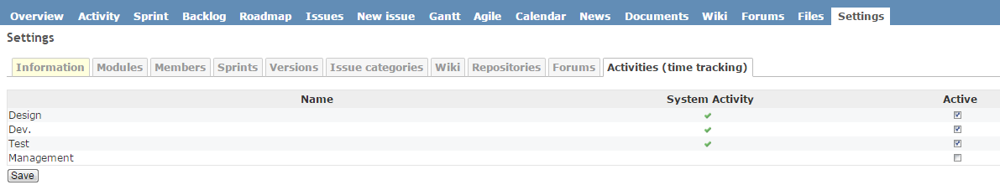 Overview Activity Sprint Backlog Roadmap Issues New issue Gantt Agile Calendar News Documents Wiki Forums Files Settings
Settings
Information Modules Members Sprints Versions Issue categories Wiki Repositories Forums Activities (time tracking)
Name System Activity Active
Design
Dev.
Test
Management
Save